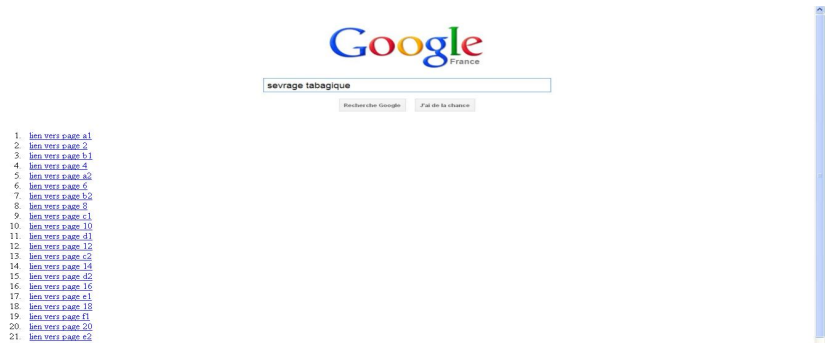 Google
France
sevrage tabagique
Recherche Google J'ai de la chance
1. lien vers page a1
2. lien vers page 2
3. lien vers page b1
4. lien vers page 4
5. lien vers page a2
6. lien vers page 6
7. lien vers page b2
8. lien vers page 8
9. lien vers page c1
10. lien vers page 10
11. lien vers page d1
12. lien vers page 12
13. lien vers page c2
14. lien vers page 14
15. lien vers page d2
16. lien vers page 16
17. lien vers page e1
18. lien vers page 18
19. lien vers page f1
20. lien vers page 20
21. lien vers page e2